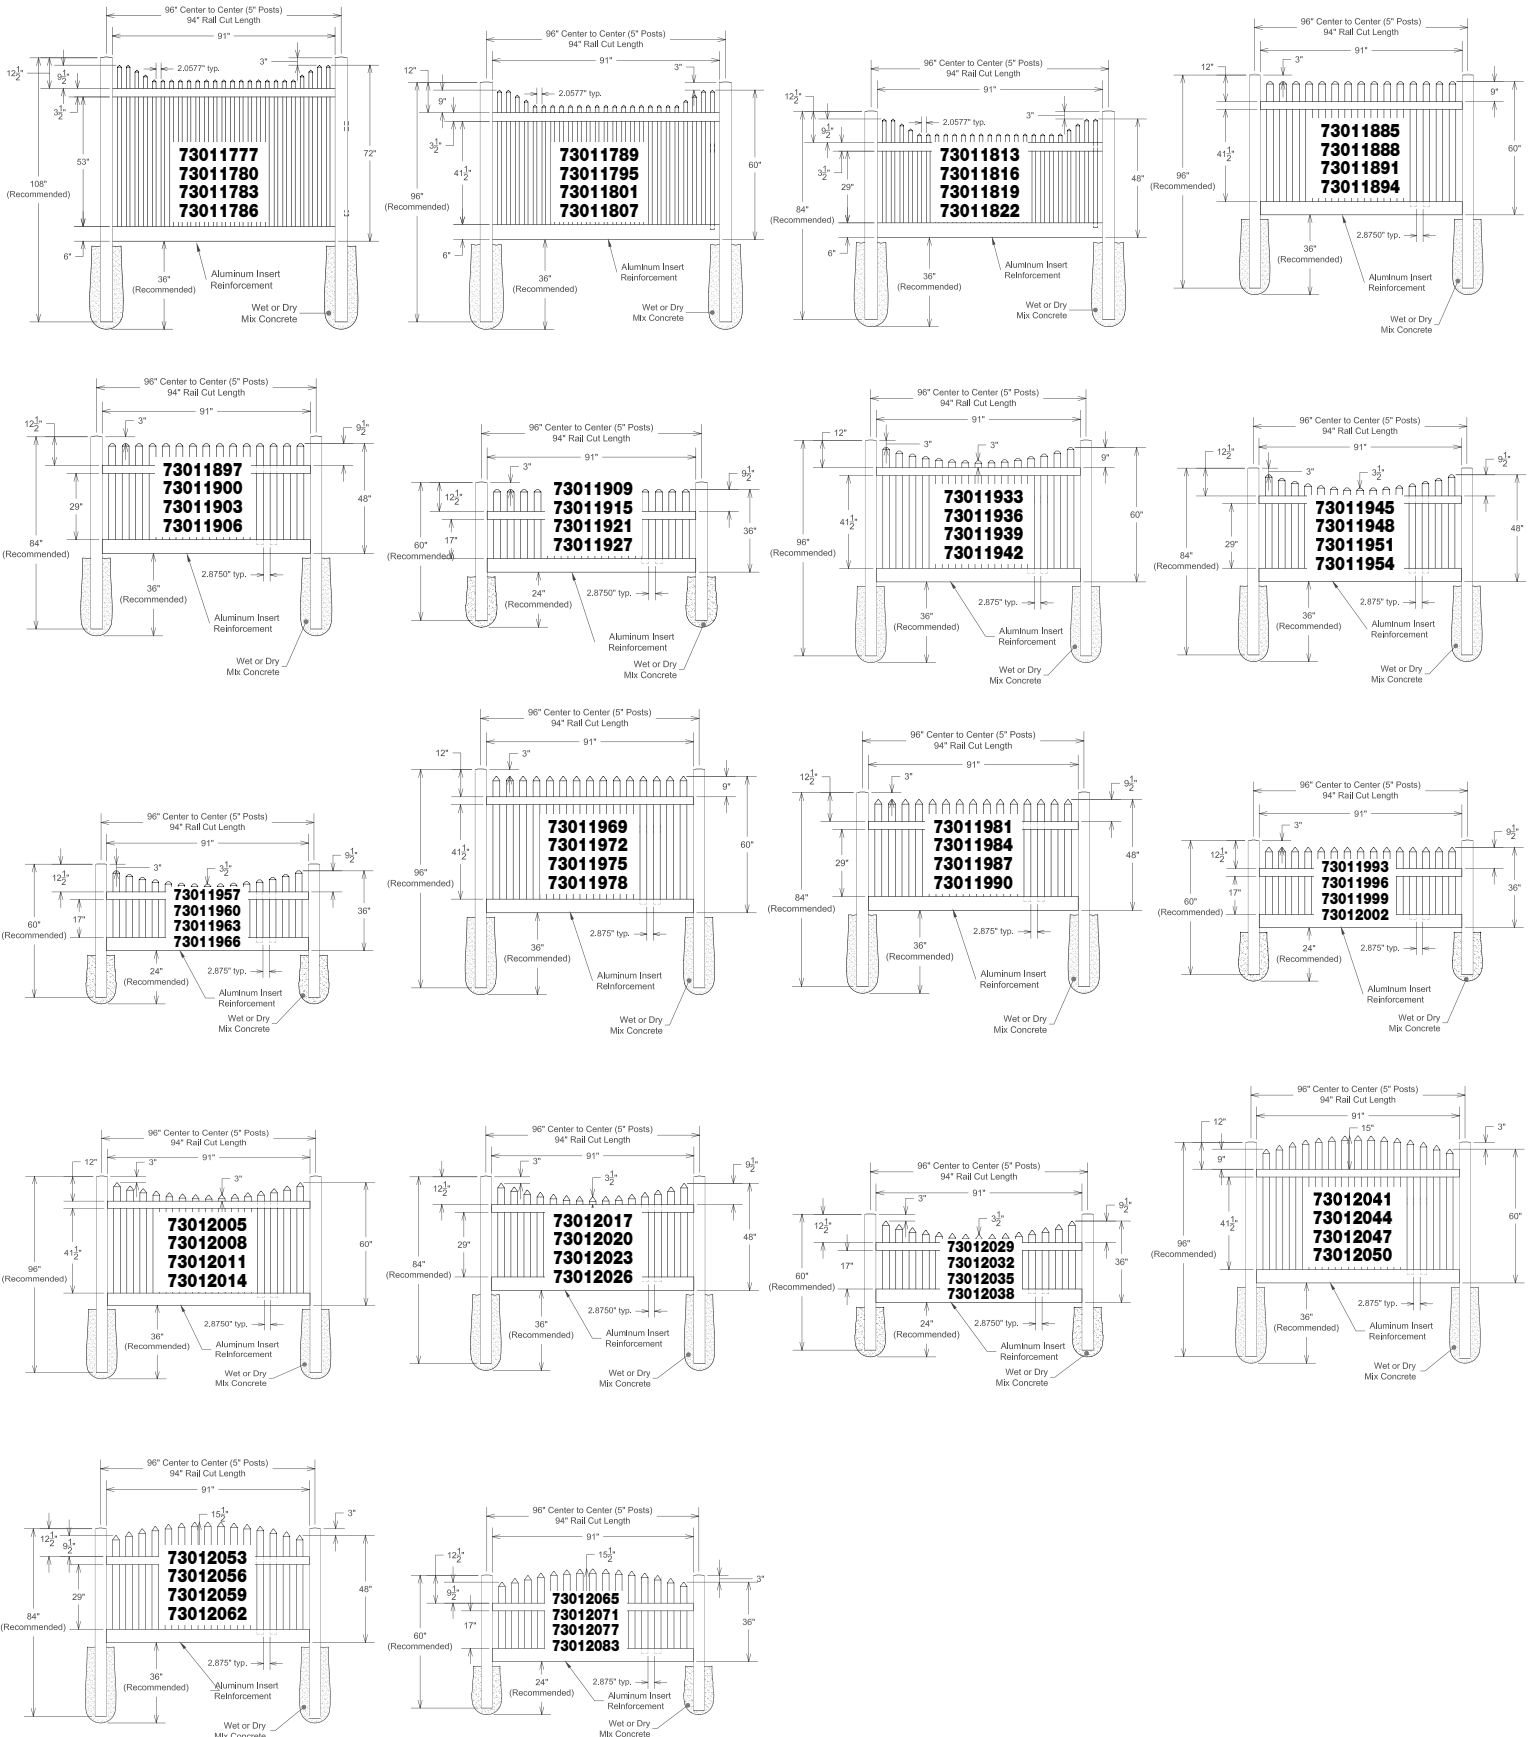 96" Center to Center (5" Posts)
94" Rail Cut Length
91"
12½"
9½"
3½"
2.0577" typ.
3"
53"
72"
108"
(Recommended)
73011777
73011780
73011783
73011786
6"
36"
(Recommended)
Aluminum Insert
Reinforcement
Wet or Dry
Mix Concrete
96" Center to Center (5" Posts)
94" Rail Cut Length
91"
12"
9"
3½"
2.0577" typ.
3"
41½"
60"
96"
(Recommended)
73011789
73011795
73011801
73011807
6"
36"
(Recommended)
Aluminum Insert
Reinforcement
Wet or Dry
Mix Concrete
96" Center to Center (5" Posts)
94" Rail Cut Length
91"
12½"
9½"
3½"
2.0577" typ.
3"
29"
48"
84"
(Recommended)
73011813
73011816
73011819
73011822
6"
36"
(Recommended)
Aluminum Insert
Reinforcement
Wet or Dry
Mix Concrete
96" Center to Center (5" Posts)
94" Rail Cut Length
91"
12"
3"
9"
41½"
60"
96"
(Recommended)
73011885
73011888
73011891
73011894
2.8750" typ.
36"
(Recommended)
Aluminum Insert
Reinforcement
Wet or Dry
Mix Concrete
96" Center to Center (5" Posts)
94" Rail Cut Length
91"
12½"
3"
9½"
29"
48"
84"
(Recommended)
73011897
73011900
73011903
73011906
2.8750" typ.
36"
(Recommended)
Aluminum Insert
Reinforcement
Wet or Dry
Mix Concrete
96" Center to Center (5" Posts)
94" Rail Cut Length
91"
12½"
3"
9½"
17"
36"
60"
(Recommended)
73011909
73011915
73011921
73011927
2.8750" typ.
24"
(Recommended)
Aluminum Insert
Reinforcement
Wet or Dry
Mix Concrete
96" Center to Center (5" Posts)
94" Rail Cut Length
91"
12"
3"
3"
9"
41½"
60"
96"
(Recommended)
73011933
73011936
73011939
73011942
2.875" typ.
36"
(Recommended)
Aluminum Insert
Reinforcement
Wet or Dry
Mix Concrete
96" Center to Center (5" Posts)
94" Rail Cut Length
91"
12½"
3"
3½"
9½"
29"
48"
84"
(Recommended)
73011945
73011948
73011951
73011954
2.875" typ.
36"
(Recommended)
Aluminum Insert
Reinforcement
Wet or Dry
Mix Concrete
96" Center to Center (5" Posts)
94" Rail Cut Length
91"
12½"
3"
3½"
9½"
17"
36"
60"
(Recommended)
73011957
73011960
73011963
73011966
2.875" typ.
24"
(Recommended)
Aluminum Insert
Reinforcement
Wet or Dry
Mix Concrete
96" Center to Center (5" Posts)
94" Rail Cut Length
91"
12"
3"
9"
41½"
60"
96"
(Recommended)
73011969
73011972
73011975
73011978
2.875" typ.
36"
(Recommended)
Aluminum Insert
Reinforcement
Wet or Dry
Mix Concrete
96" Center to Center (5" Posts)
94" Rail Cut Length
91"
12½"
3"
9½"
29"
48"
84"
(Recommended)
73011981
73011984
73011987
73011990
2.875" typ.
36"
(Recommended)
Aluminum Insert
Reinforcement
Wet or Dry
Mix Concrete
96" Center to Center (5" Posts)
94" Rail Cut Length
91"
12½"
3"
9½"
17"
36"
60"
(Recommended)
73011993
73011996
73011999
73012002
2.875" typ.
24"
(Recommended)
Aluminum Insert
Reinforcement
Wet or Dry
Mix Concrete
96" Center to Center (5" Posts)
94" Rail Cut Length
91"
12"
3"
3"
9"
41½"
60"
96"
(Recommended)
73012005
73012008
73012011
73012014
2.8750" typ.
36"
(Recommended)
Aluminum Insert
Reinforcement
Wet or Dry
Mix Concrete
96" Center to Center (5" Posts)
94" Rail Cut Length
91"
12½"
3"
3½"
9½"
29"
48"
84"
(Recommended)
73012017
73012020
73012023
73012026
2.8750" typ.
36"
(Recommended)
Aluminum Insert
Reinforcement
Wet or Dry
Mix Concrete
96" Center to Center (5" Posts)
94" Rail Cut Length
91"
12½"
3"
3½"
9½"
17"
36"
60"
(Recommended)
73012029
73012032
73012035
73012038
2.8750" typ.
24"
(Recommended)
Aluminum Insert
Reinforcement
Wet or Dry
Mix Concrete
96" Center to Center (5" Posts)
94" Rail Cut Length
91"
12"
15"
3"
9"
41½"
60"
96"
(Recommended)
73012041
73012044
73012047
73012050
2.875" typ.
36"
(Recommended)
Aluminum Insert
Reinforcement
Wet or Dry
Mix Concrete
96" Center to Center (5" Posts)
94" Rail Cut Length
91"
12½"
9½"
15½"
3"
29"
48"
84"
(Recommended)
73012053
73012056
73012059
73012062
2.875" typ.
36"
(Recommended)
Aluminum Insert
Reinforcement
Wet or Dry
Mix Concrete
96" Center to Center (5" Posts)
94" Rail Cut Length
91"
12½"
9½"
15½"
3"
17"
36"
60"
(Recommended)
73012065
73012071
73012077
73012083
2.875" typ.
24"
(Recommended)
Aluminum Insert
Reinforcement
Wet or Dry
Mix Concrete